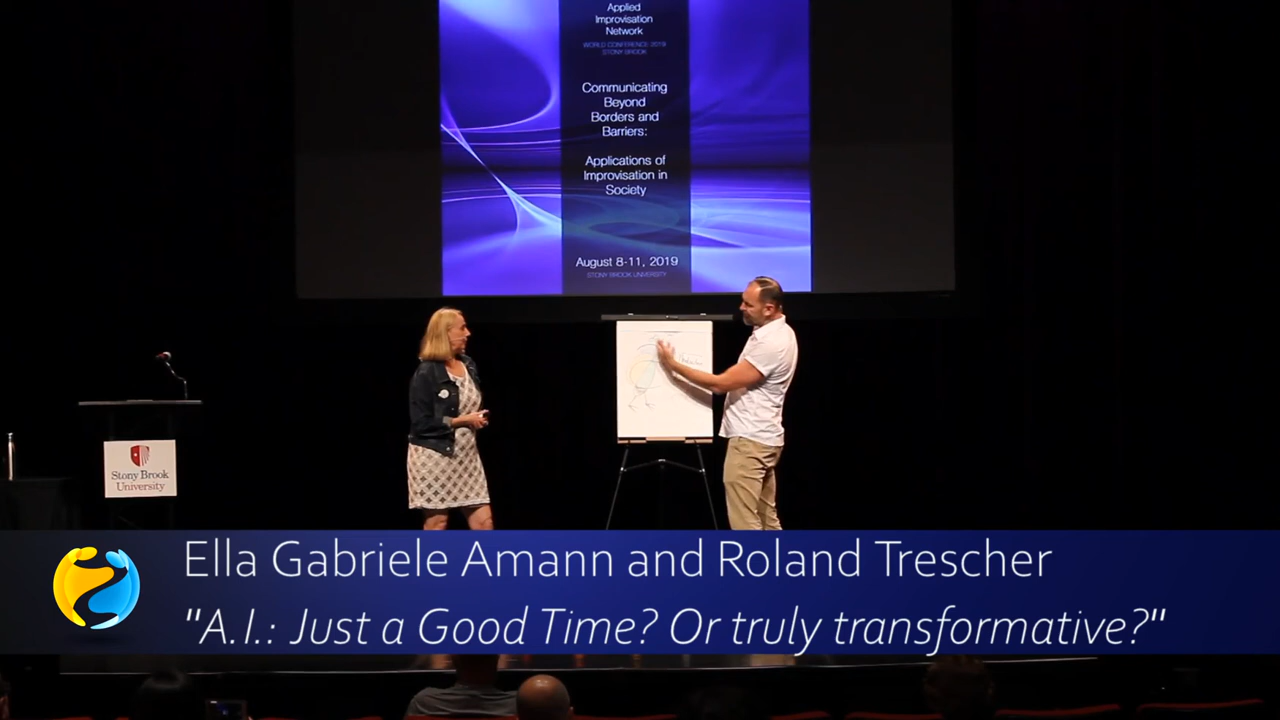 Applied
Improvisation
Network
WORLD CONFERENCE 2019
STONY BROOK
Communicating
Beyond
Borders and
Barriers:
Applications of
Improvisation in
Society
August 8-11, 2019
STONY BROOK UNIVERSITY
Stony Brook
University
Ella Gabriele Amann and Roland Trescher
"A.I.: Just a Good Time? Or truly transformative?"